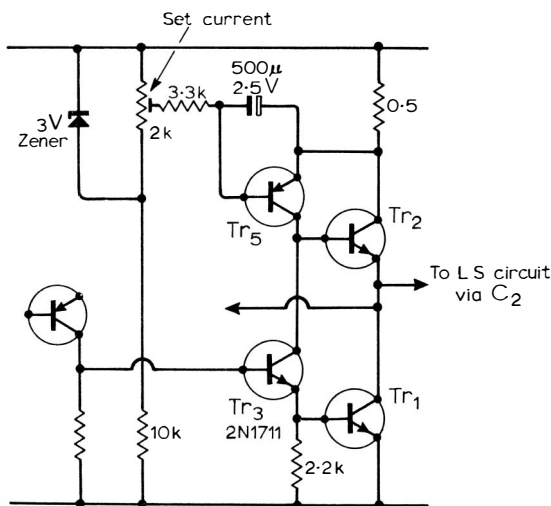 Set current
3.3k
500μ
2.5V
0.5
3V
Zener
2k
Tr5
Tr2
To LS circuit
via C2
Tr3
2N1711
Tr1
10k
2.2k